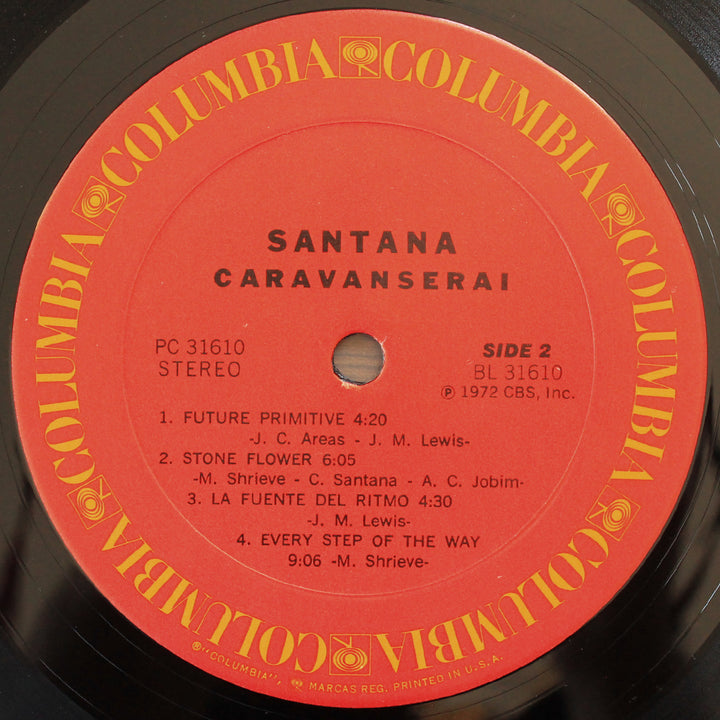 COLUMBIA COLUMBIA COLUMBIA COLUMBIA COLUMBIA COLUMBIA COLUMBIA COLUMBIA
SANTANA
CARAVANSERAI
PC 31610
STEREO
SIDE 2
BL 31610
℗ 1972 CBS, Inc.
1. FUTURE PRIMITIVE 4:20
-J. C. Areas - J. M. Lewis-
2. STONE FLOWER 6:05
-M. Shrieve - C. Santana - A. C. Jobim-
3. LA FUENTE DEL RITMO 4:30
-J. M. Lewis-
4. EVERY STEP OF THE WAY
9:06 -M. Shrieve-
® "COLUMBIA", MARCAS REG. PRINTED IN U.S.A.